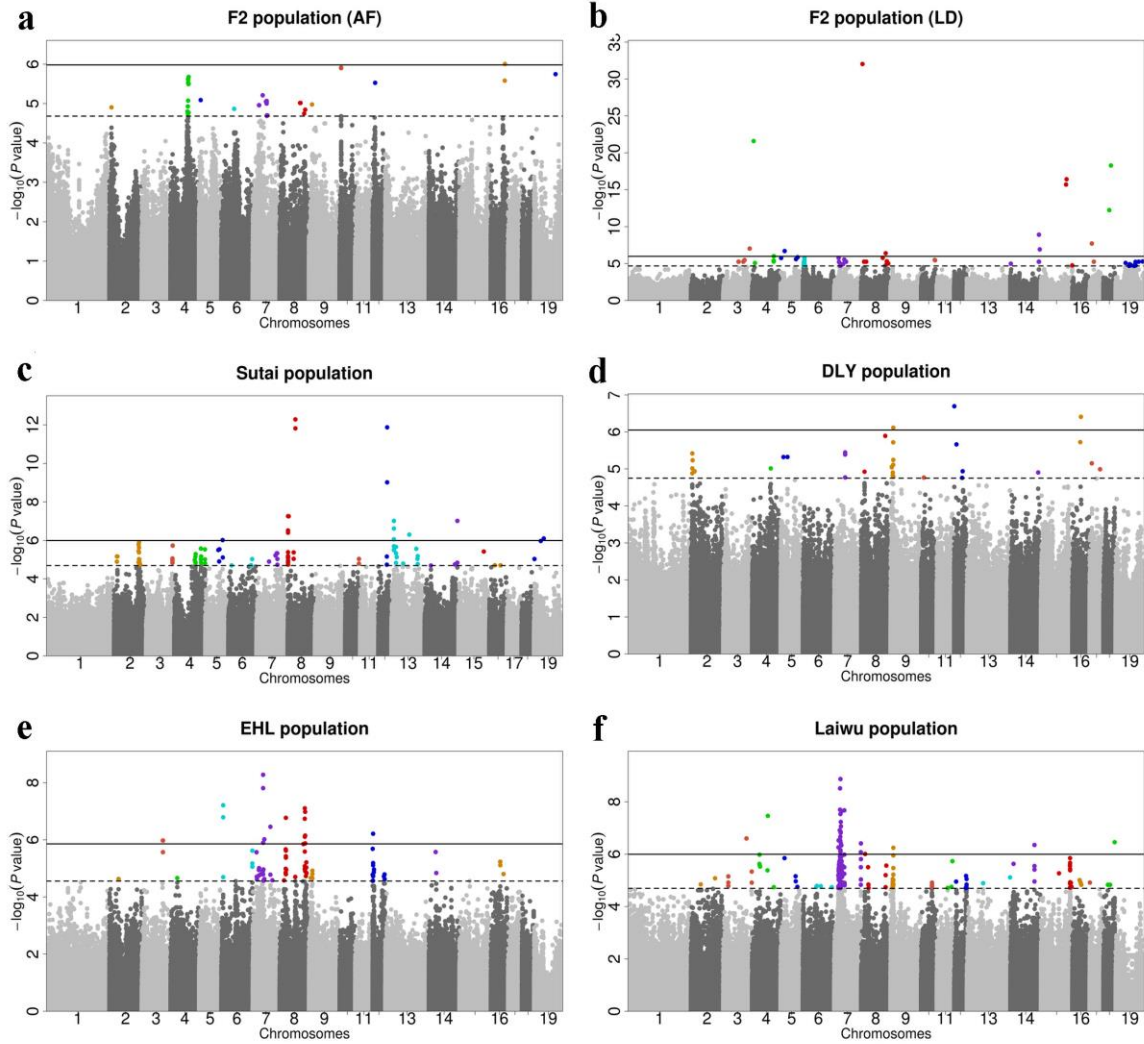 a
F2 population (AF)
−log10(P value)
6
5
4
3
2
1
0
1 2 3 4 5 6 7 8 9 11 13 14 16 19
Chromosomes
b
F2 population (LD)
−log10(P value)
35
30
25
20
15
10
5
0
1 2 3 4 5 6 7 8 9 11 13 14 16 19
Chromosomes
c
Sutai population
−log10(P value)
12
10
8
6
4
2
0
1 2 3 4 5 6 7 8 9 11 13 14 15 17 19
Chromosomes
d
DLY population
−log10(P value)
7
6
5
4
3
2
1
0
1 2 3 4 5 6 7 8 9 11 13 14 16 19
Chromosomes
e
EHL population
−log10(P value)
8
6
4
2
0
1 2 3 4 5 6 7 8 9 11 13 14 16 19
Chromosomes
f
Laiwu population
−log10(P value)
8
6
4
2
0
1 2 3 4 5 6 7 8 9 11 13 14 16 19
Chromosomes